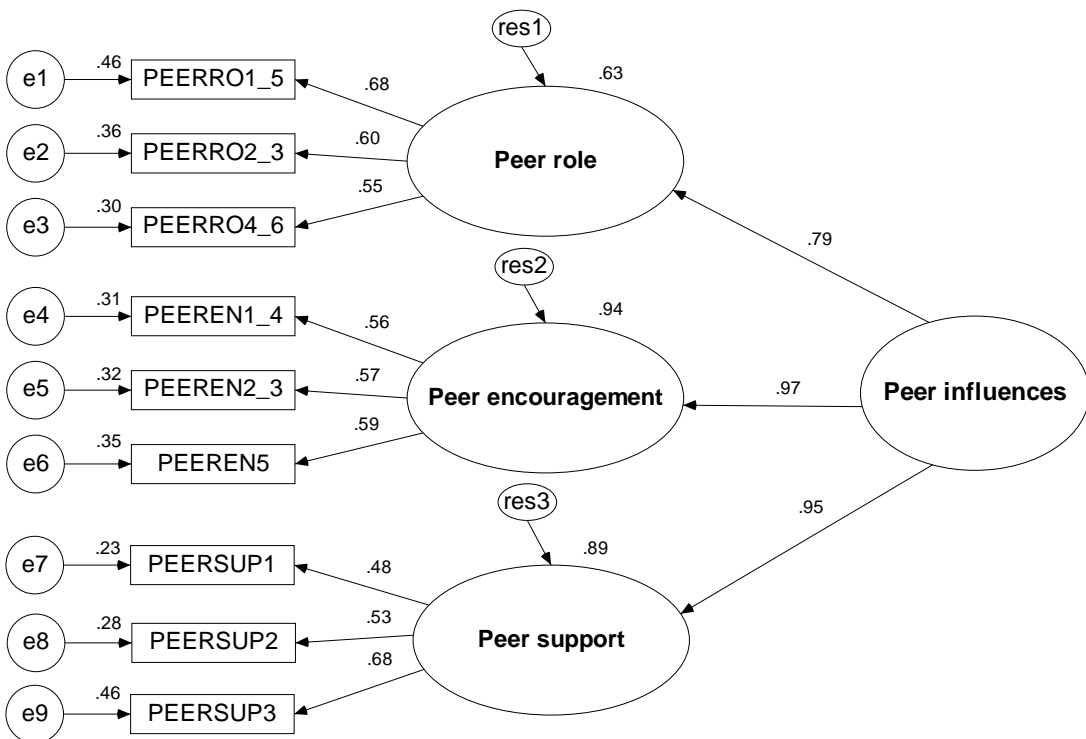 res1
.46
.63
e1
PEERRO1_5
.68
.36
.60
e2
PEERRO2_3
Peer role
.55
.30
e3
PEERRO4_6
.79
res2
.31
.94
e4
PEEREN1_4
.56
.32
.57
.97
e5
PEEREN2_3
Peer encouragement
Peer influences
.59
.35
e6
PEEREN5
res3
.95
.23
.89
e7
PEERSUP1
.48
.28
.53
e8
PEERSUP2
Peer support
.68
.46
e9
PEERSUP3